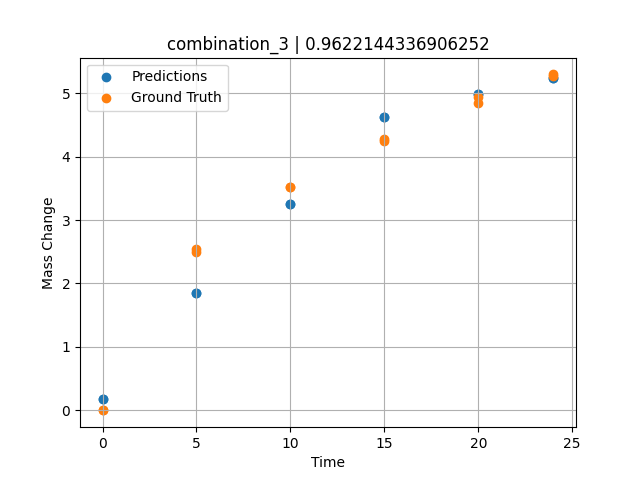 combination_3 | 0.9622144336906252
Predictions
Ground Truth
Mass Change
5
4
3
2
1
0
0 5 10 15 20 25
Time